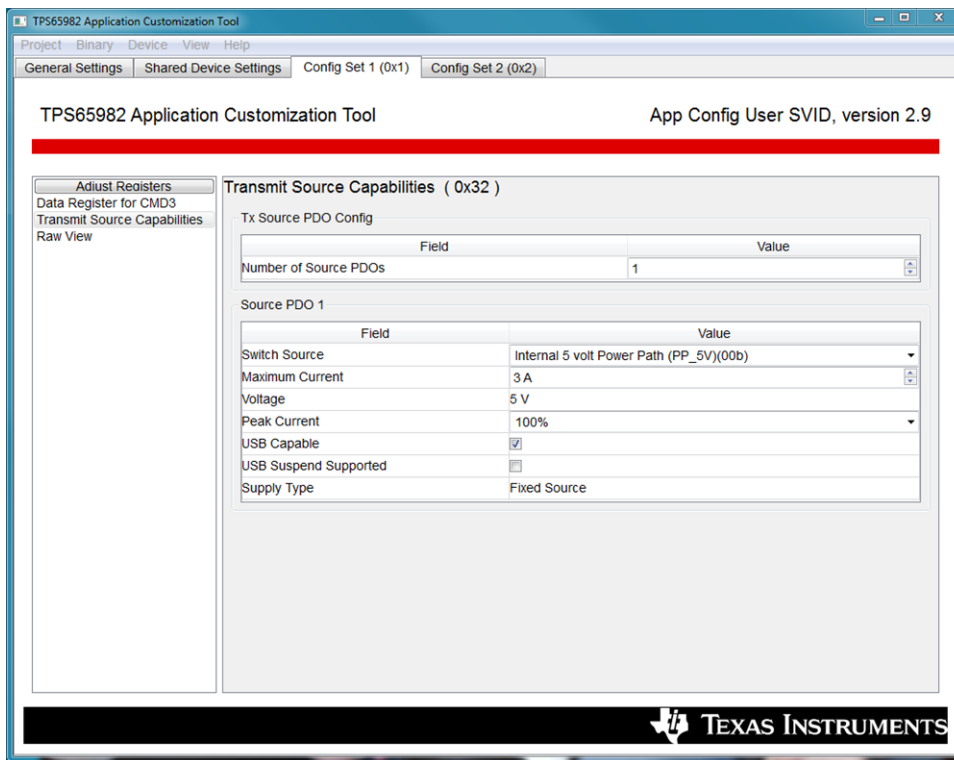 TPS65982 Application Customization Tool
Project Binary Device View Help
General Settings Shared Device Settings Config Set 1 (0x1) Config Set 2 (0x2)
TPS65982 Application Customization Tool App Config User SVID, version 2.9
Adjust Registers
Data Register for CMD3
Transmit Source Capabilities
Raw View
Transmit Source Capabilities ( 0x32 )
Tx Source PDO Config
Field Value
Number of Source PDOs 1
Source PDO 1
Field Value
Switch Source Internal 5 volt Power Path (PP_5V)(00b)
Maximum Current 3 A
Voltage 5 V
Peak Current 100%
USB Capable
USB Suspend Supported
Supply Type Fixed Source
TEXAS INSTRUMENTS